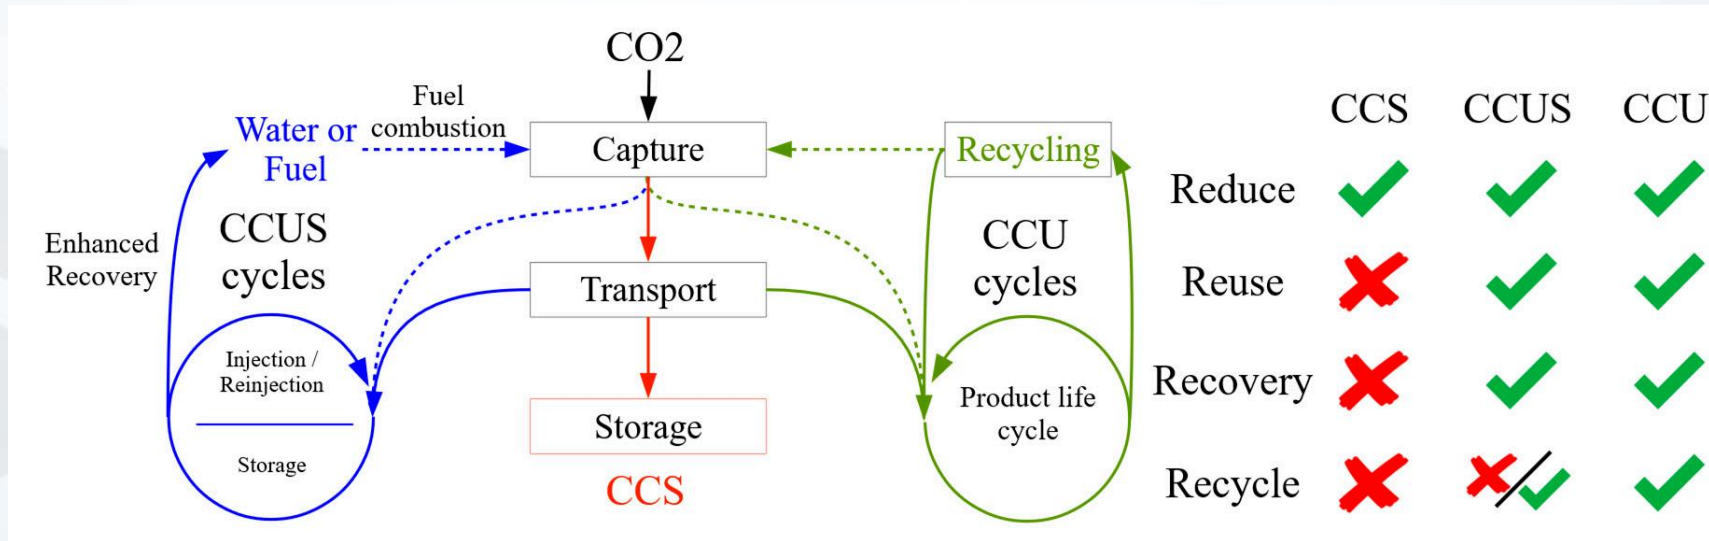 CO2
Fuel
combustion
Water or
Fuel
Capture
Recycling
CCUS
cycles
Enhanced
Recovery
CCU
cycles
Transport
Injection /
Reinjection
Storage
Storage
CCS
Product life
cycle
CCS CCUS CCU
Reduce
Reuse
Recovery
Recycle